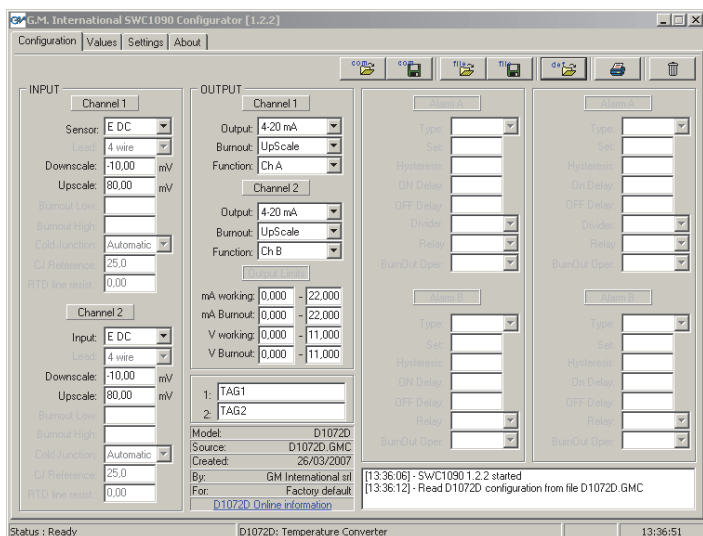 G.M. International SWC1090 Configurator [1.2.2]
Configuration Values Settings About
com com file file def
INPUT
Channel 1
Sensor: E DC
Lead: 4 wire
Downscale: -10,00 mV
Upscale: 80,00 mV
Burnout Low:
Burnout High:
Cold Junction: Automatic
CJ Reference: 25,0
RTD line resist.: 0,00
Channel 2
Input: E DC
Lead: 4 wire
Downscale: -10,00 mV
Upscale: 80,00 mV
Burnout Low:
Burnout High:
Cold Junction: Automatic
CJ Reference: 25,0
RTD line resist.: 0,00
OUTPUT
Channel 1
Output: 4-20 mA
Burnout: UpScale
Function: Ch A
Channel 2
Output: 4-20 mA
Burnout: UpScale
Function: Ch B
Output Limits
mA working: 0,000 - 22,000
mA Burnout: 0,000 - 22,000
V working: 0,000 - 11,000
V Burnout: 0,000 - 11,000
1: TAG1
2: TAG2
Model: D1072D
Source: D1072D.GMC
Created: 26/03/2007
By: GM International srl
For: Factory default
D1072D Online information
Alarm A
Type:
Set:
Hysteresis:
ON Delay:
OFF Delay:
Divider:
Relay
BurnOut Oper:
Alarm B
Type:
Set:
Hysteresis:
ON Delay:
OFF Delay:
Relay:
BurnOut Oper:
Alarm A
Type:
Set:
Hysteresis:
On Delay:
OFF Delay:
Divider:
Relay
BurnOut Oper:
Alarm B
Type:
Set:
Hysteresis:
On Delay:
OFF Delay:
Relay:
BurnOut Oper:
[13:36:06] - SWC1090 1.2.2 started
[13:36:12] - Read D1072D configuration from file D1072D.GMC
Status : Ready D1072D: Temperature Converter 13:36:51